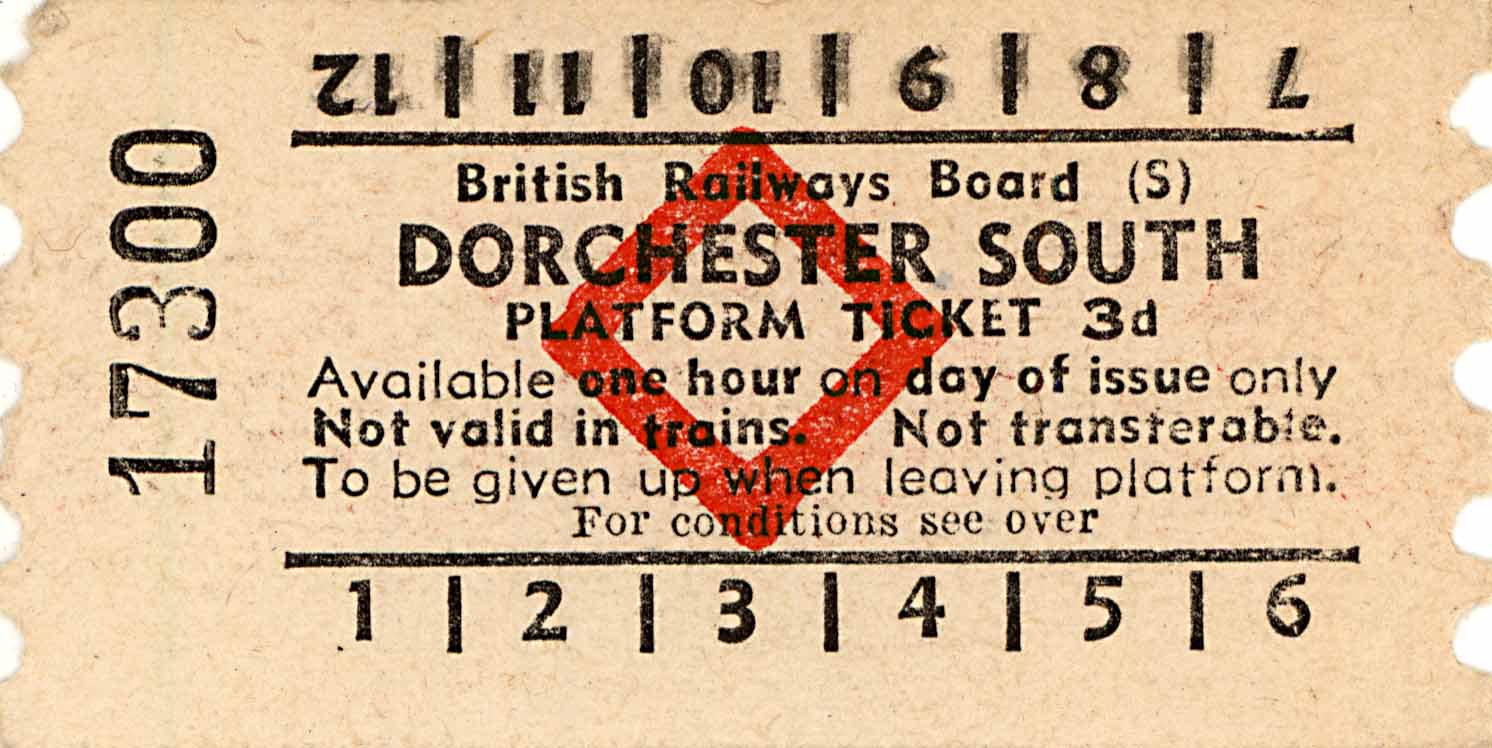 12 | 11 | 10 | 9 | 8 | 7
British Railways Board (S)
DORCHESTER SOUTH
PLATFORM TICKET 3d
Available one hour on day of issue only
Not valid in trains. Not transferable.
To be given up when leaving platform.
For conditions see over
1 | 2 | 3 | 4 | 5 | 6
17300